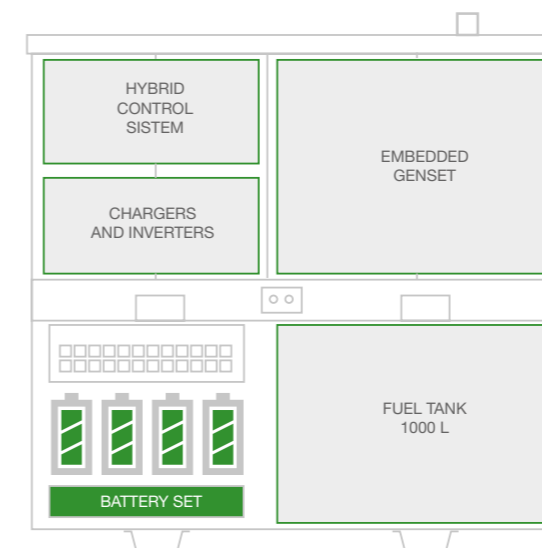 HYBRID
CONTROL
SISTEM
CHARGERS
AND INVERTERS
EMBEDDED
GENSET
BATTERY SET
FUEL TANK
1000 L